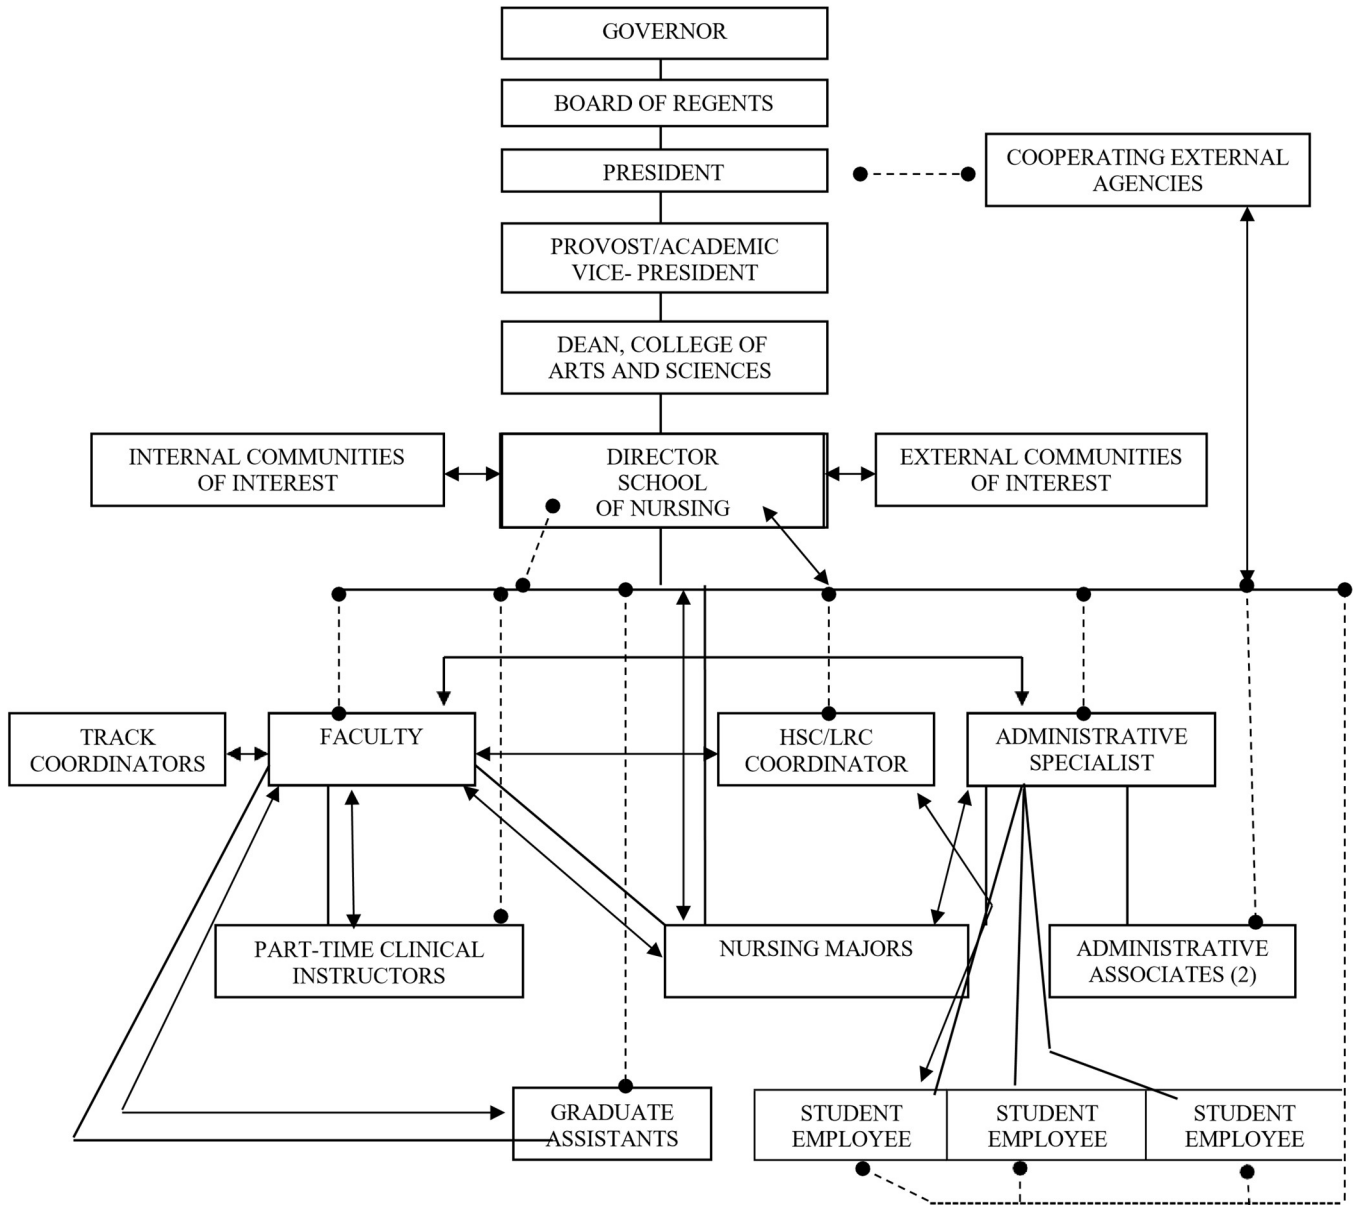 GOVERNOR
BOARD OF REGENTS
PRESIDENT
COOPERATING EXTERNAL
AGENCIES
PROVOST/ACADEMIC
VICE- PRESIDENT
DEAN, COLLEGE OF
ARTS AND SCIENCES
INTERNAL COMMUNITIES
OF INTEREST
DIRECTOR
SCHOOL
OF NURSING
EXTERNAL COMMUNITIES
OF INTEREST
TRACK
COORDINATORS
FACULTY
HSC/LRC
COORDINATOR
ADMINISTRATIVE
SPECIALIST
PART-TIME CLINICAL
INSTRUCTORS
NURSING MAJORS
ADMINISTRATIVE
ASSOCIATES (2)
GRADUATE
ASSISTANTS
STUDENT
EMPLOYEE
STUDENT
EMPLOYEE
STUDENT
EMPLOYEE